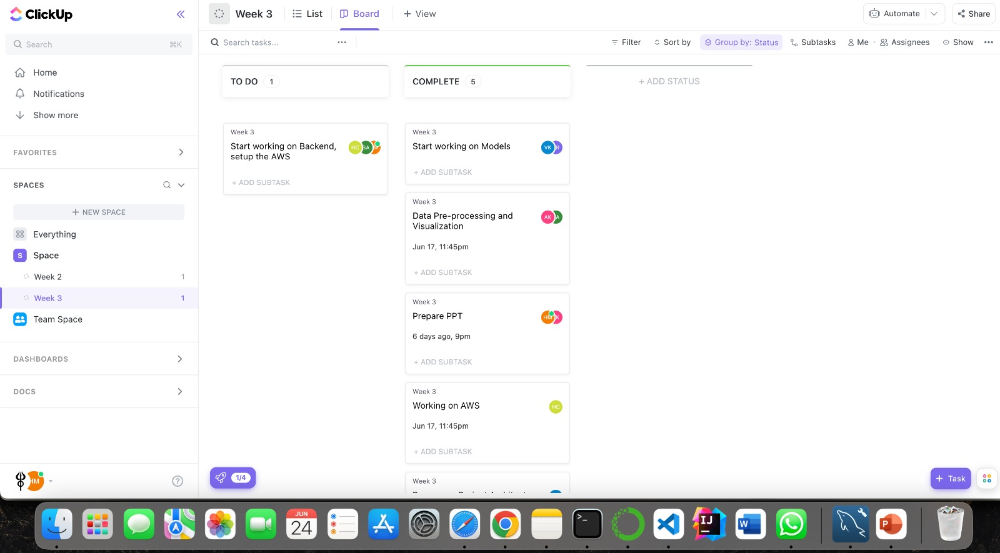 ClickUp
Week 3
List
Board
+ View
Automate
Share
Search
⌘K
Search tasks...
Filter
Sort by
Group by: Status
Subtasks
Me
Assignees
Show
Home
Notifications
Show more
FAVORITES
SPACES
+ NEW SPACE
Everything
S
Space
Week 2
1
Week 3
1
Team Space
DASHBOARDS
DOCS
HM
TO DO 1
Week 3
Start working on Backend,
setup the AWS
HC SA
+ ADD SUBTASK
COMPLETE 5
Week 3
Start working on Models
VK R
+ ADD SUBTASK
Week 3
Data Pre-processing and
Visualization
AK A
Jun 17, 11:45pm
+ ADD SUBTASK
Week 3
Prepare PPT
HM K
6 days ago, 9pm
+ ADD SUBTASK
Week 3
Working on AWS
HC
Jun 17, 11:45pm
+ ADD SUBTASK
Week 3
+ ADD STATUS
1/4
+ Task
JUN
24
>_
IJ
W
P